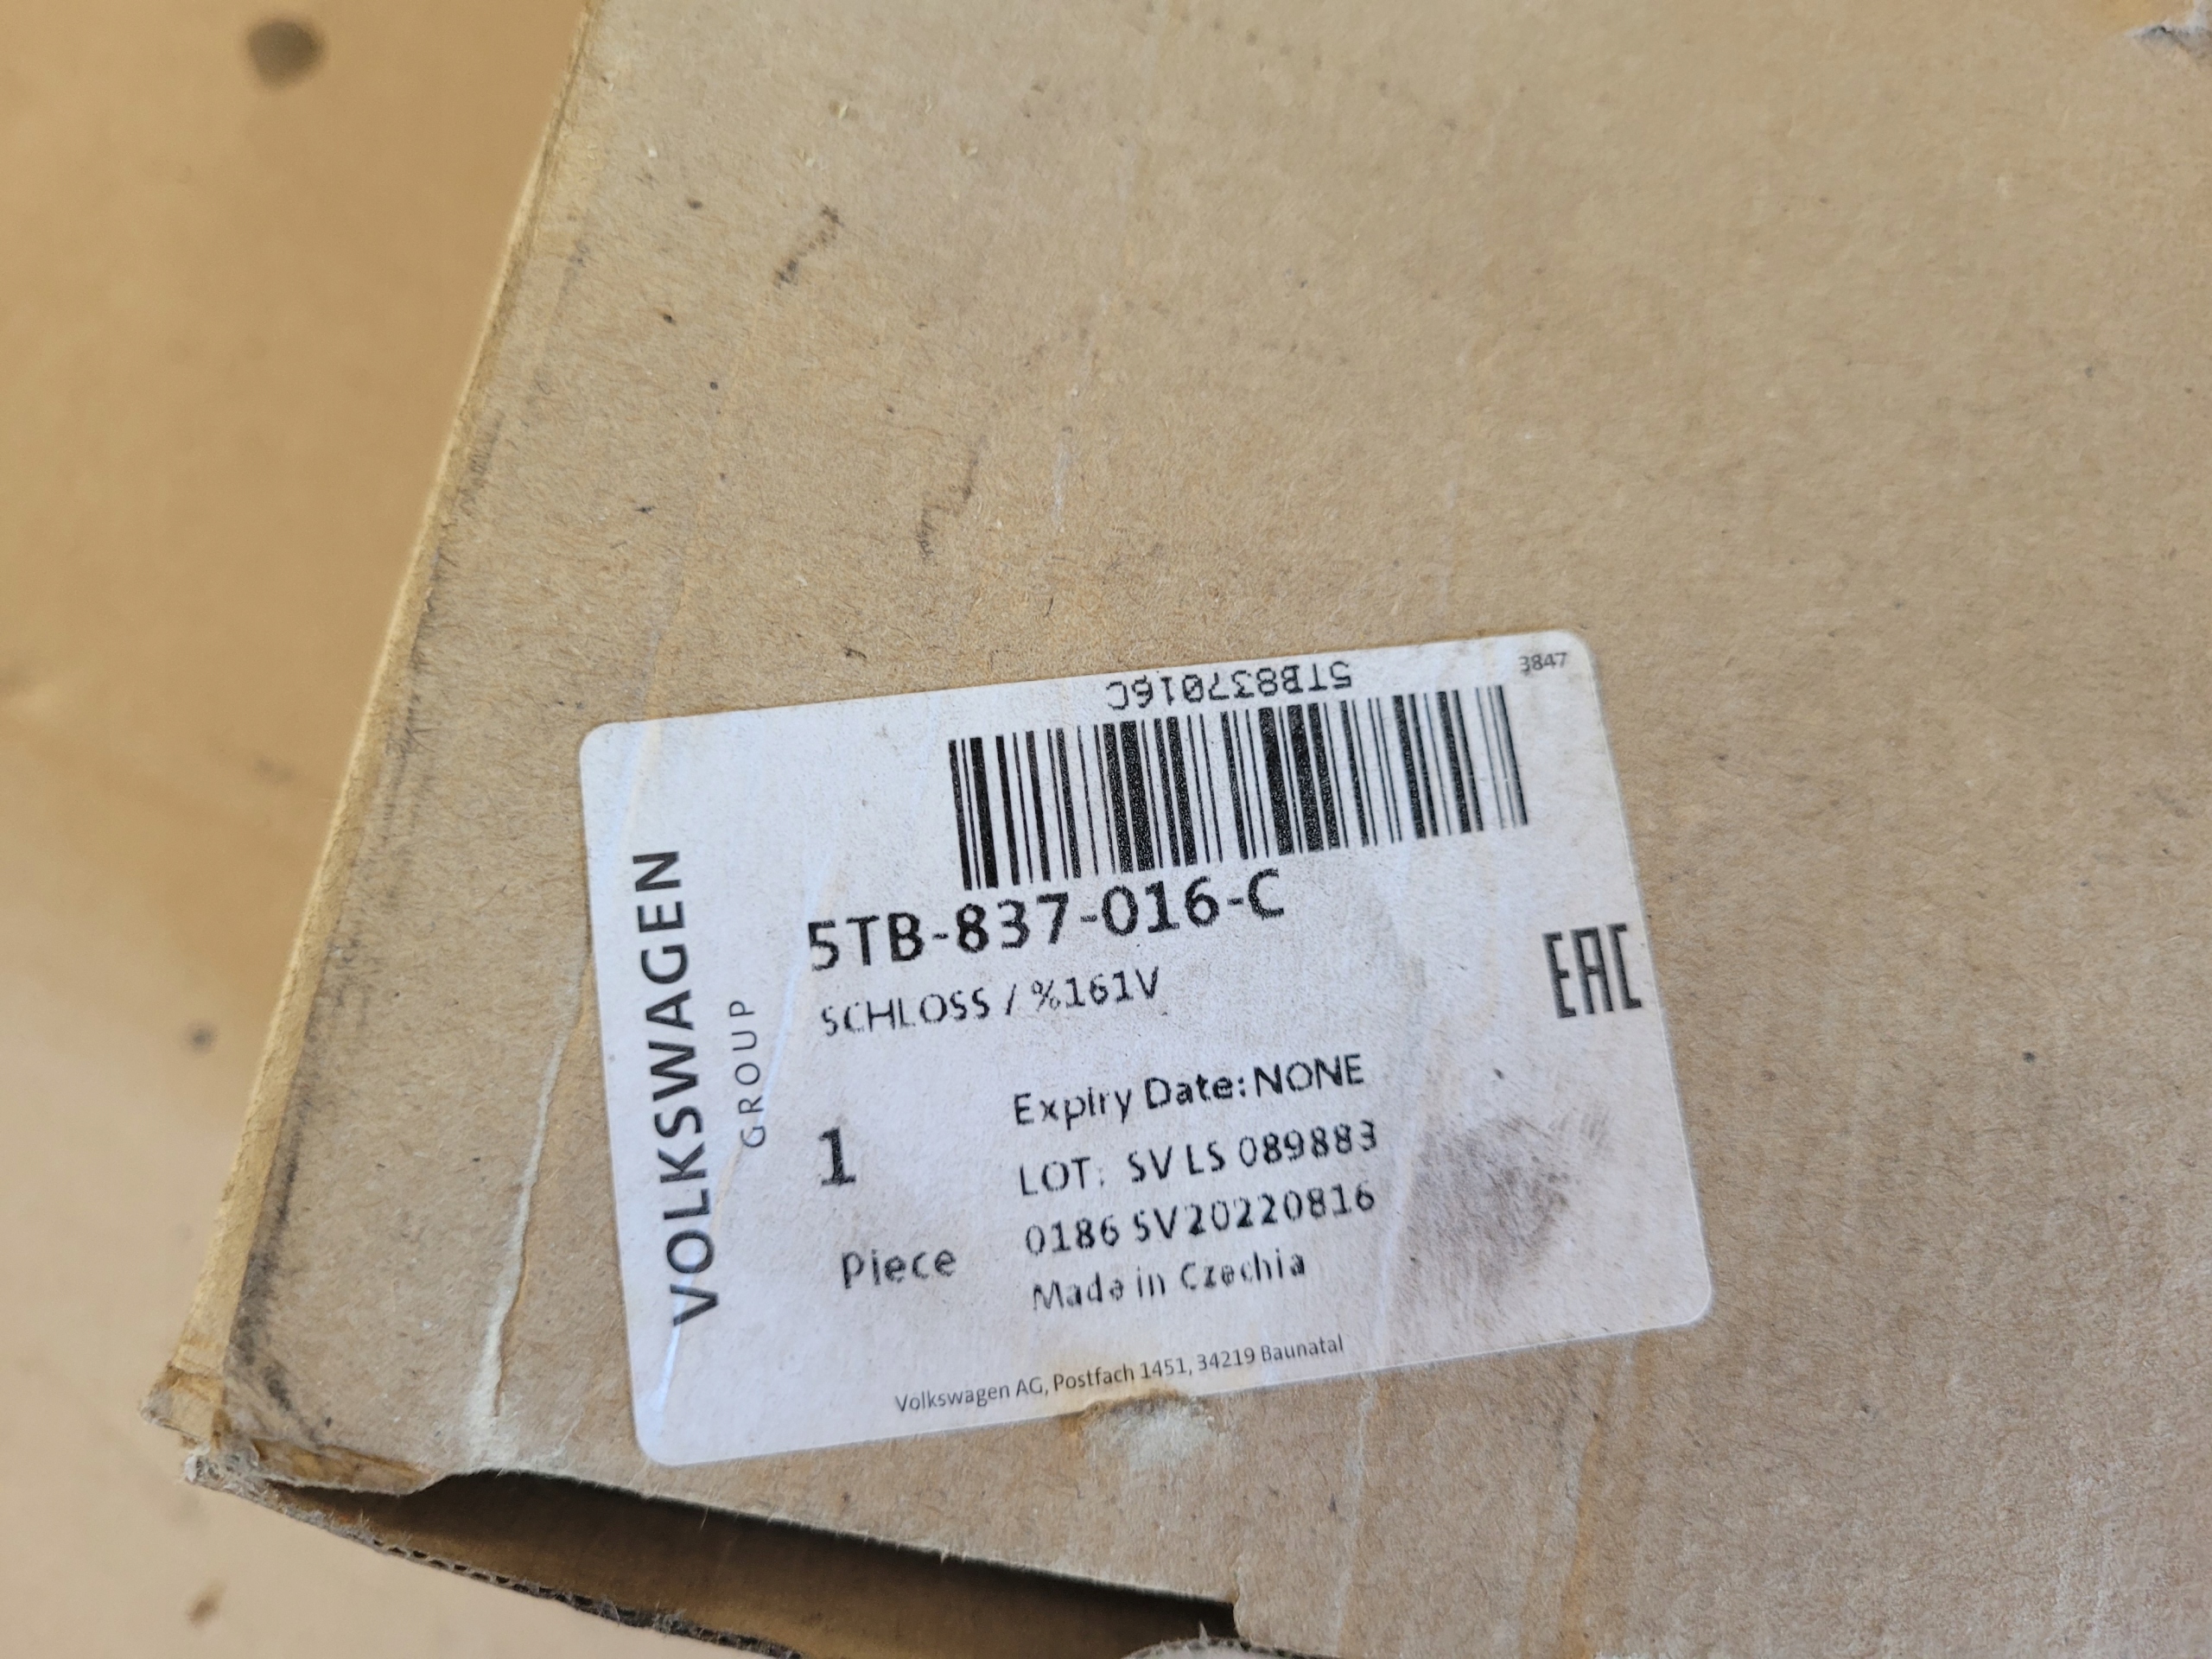 5TB837016C
3847
VOLKSWAGEN
GROUP
5TB-837-016-C
SCHLOSS / %161V
EAC
1
Piece
Expiry Date: NONE
LOT: SV LS 089883
0186 SV20220816
Made in Czechia
Volkswagen AG, Postfach 1451, 34219 Baunatal